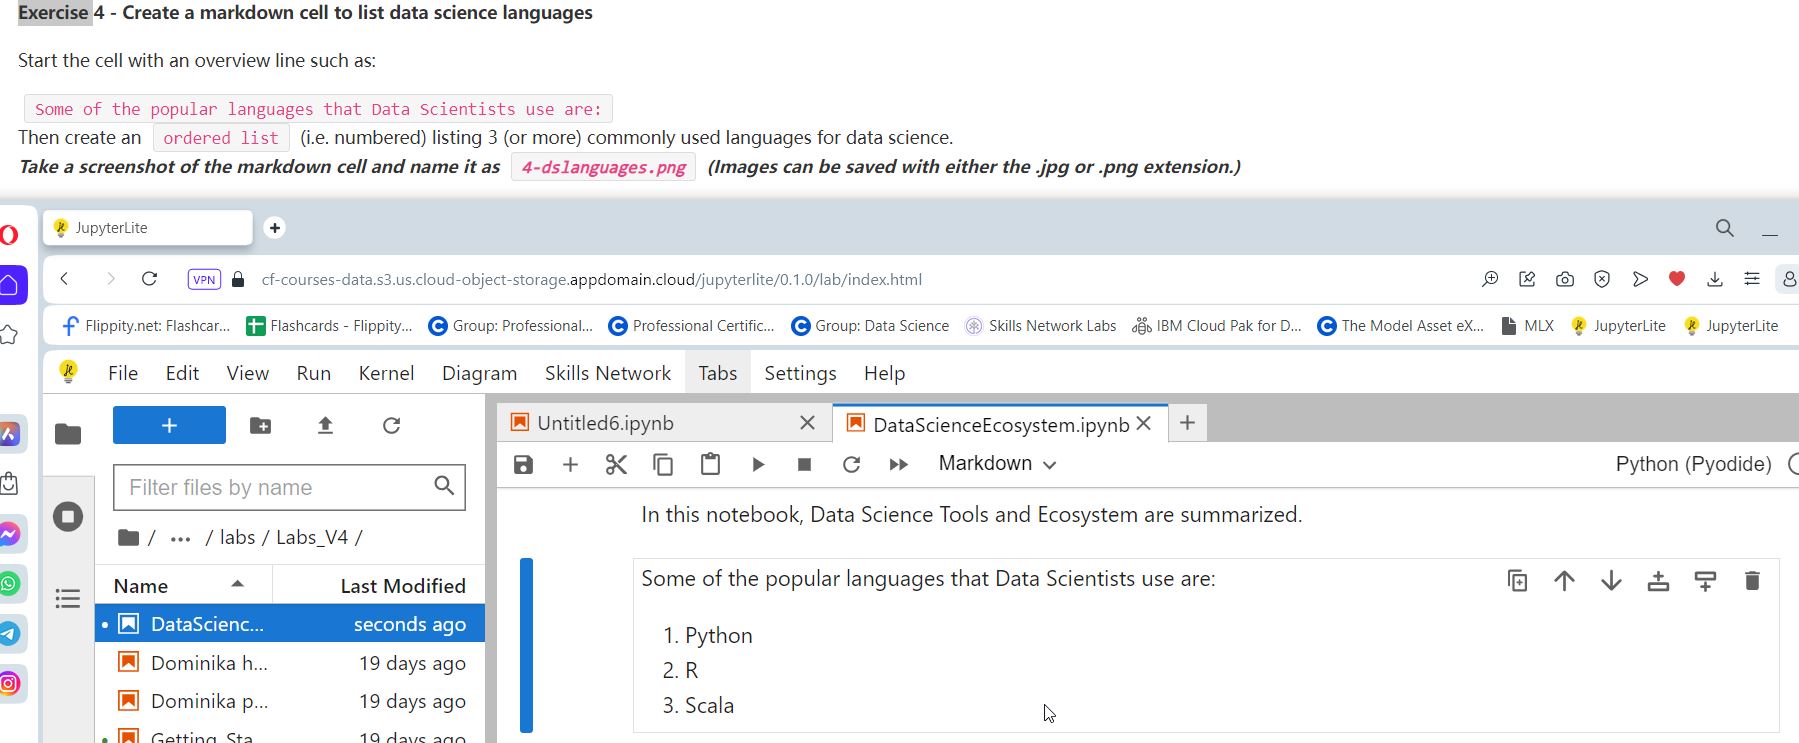 Exercise 4 - Create a markdown cell to list data science languages
Start the cell with an overview line such as:
Some of the popular languages that Data Scientists use are:
Then create an ordered list (i.e. numbered) listing 3 (or more) commonly used languages for data science.
Take a screenshot of the markdown cell and name it as 4-dslanguages.png (Images can be saved with either the .jpg or .png extension.)
JupyterLite
VPN cf-courses-data.s3.us.cloud-object-storage.appdomain.cloud/jupyterlite/0.1.0/lab/index.html
Flippity.net: Flashcar... Flashcards - Flippity... Group: Professional... Professional Certific... Group: Data Science Skills Network Labs IBM Cloud Pak for D... The Model Asset eX... MLX JupyterLite JupyterLite
File Edit View Run Kernel Diagram Skills Network Tabs Settings Help
Untitled6.ipynb DataScienceEcosystem.ipynb
Markdown Python (Pyodide)
Filter files by name
/ ... / labs / Labs_V4 /
Name Last Modified
DataScienc... seconds ago
Dominika h... 19 days ago
Dominika p... 19 days ago
Getting_Sta 19 days ago
In this notebook, Data Science Tools and Ecosystem are summarized.
Some of the popular languages that Data Scientists use are:
1. Python
2. R
3. Scala